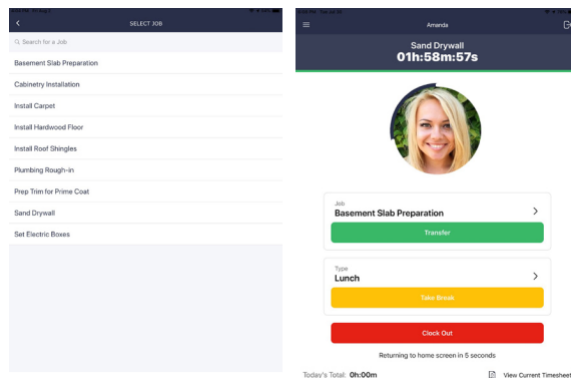 SELECT JOB
Search for a Job
Basement Slab Preparation
Cabinetry Installation
Install Carpet
Install Hardwood Floor
Install Roof Shingles
Plumbing Rough-in
Prep Trim for Prime Coat
Sand Drywall
Set Electric Boxes
Amanda
Sand Drywall
01h:58m:57s
Job
Basement Slab Preparation
Transfer
Type
Lunch
Take Break
Clock Out
Returning to home screen in 5 seconds
Today's Total: 0h:00m
View Current Timesheet